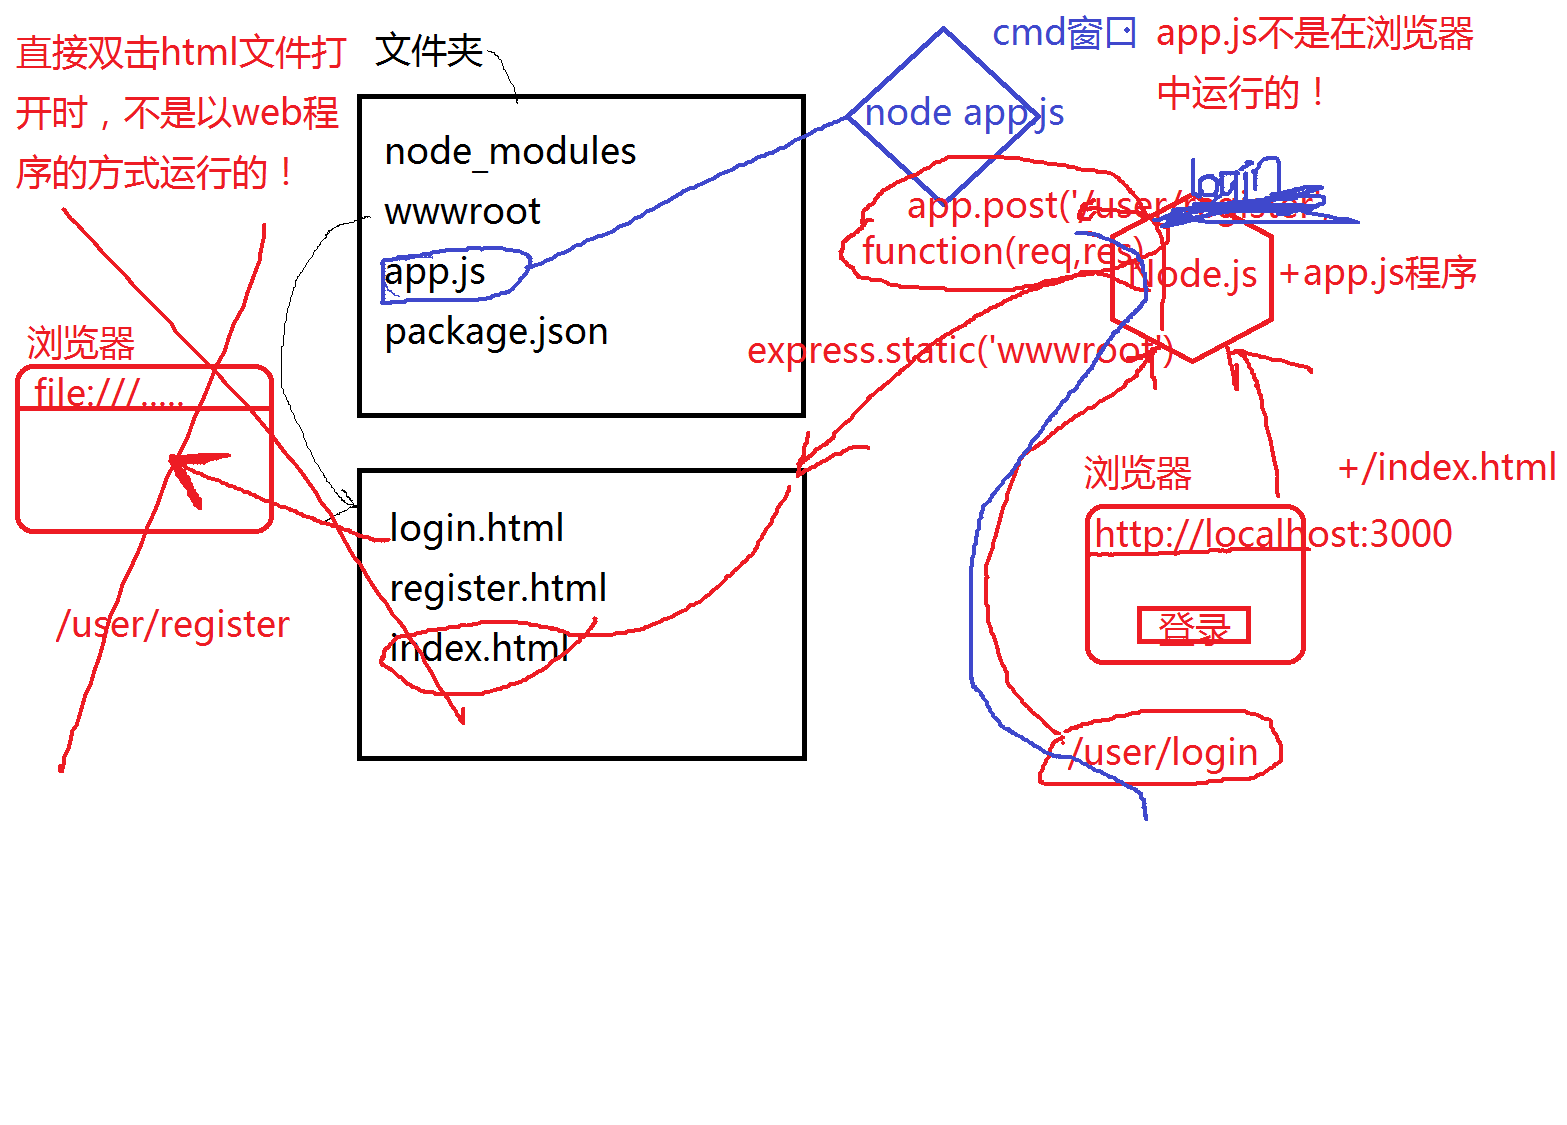 直接双击html文件打
开时，不是以web程
序的方式运行的！
文件夹
node_modules
wwwroot
app.js
package.json
cmd窗口
node app.js
app.js不是在浏览器
中运行的！
login
app.post('/user/register',
function(req,res)
Node.js
+app.js程序
express.static('wwwroot')
浏览器
file:///.....
/user/register
login.html
register.html
index.html
浏览器
+/index.html
http://localhost:3000
登录
/user/login